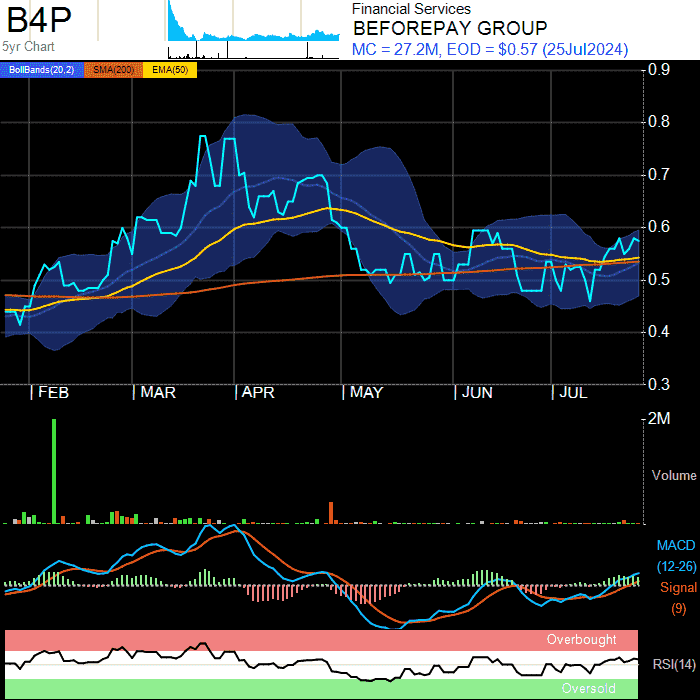 B4P
5yr Chart
Financial Services
BEFOREPAY GROUP
MC = 27.2M, EOD = $0.57 (25Jul2024)
BollBands(20,2) SMA(200) EMA(50)
0.9
0.8
0.7
0.6
0.5
0.4
0.3
FEB MAR APR MAY JUN JUL
2M
Volume
MACD
(12-26)
Signal
(9)
Overbought
RSI(14)
Oversold